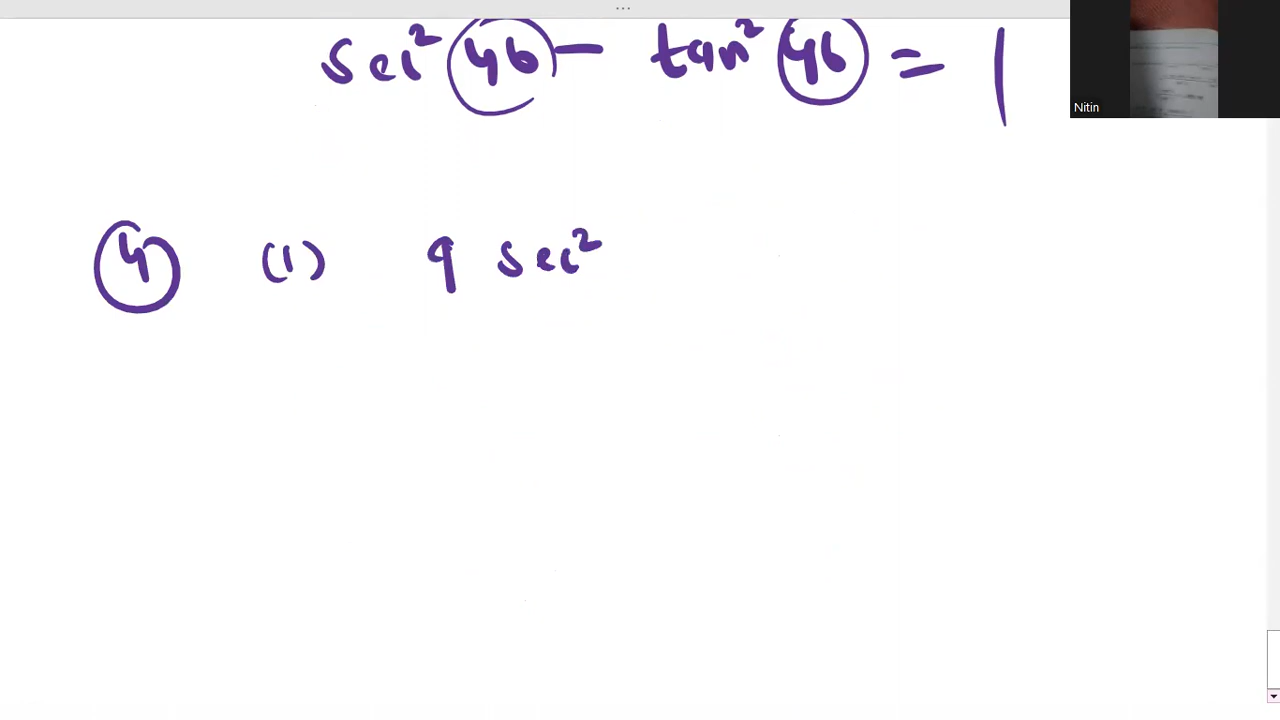 sec² 46 − tan² 46 = 1
Nitin
4 (1) 9 sec²